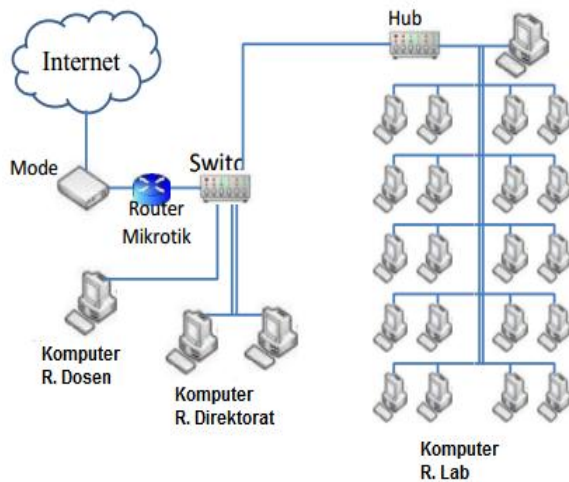 Hub
Internet
Mode
Switc
Router
Mikrotik
Komputer
R. Dosen
Komputer
R. Direktorat
Komputer
R. Lab